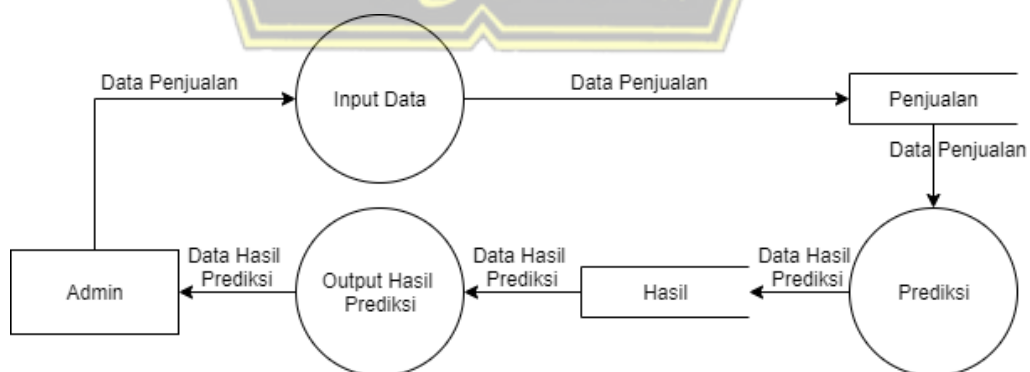 Data Penjualan
Input Data
Data Penjualan
Penjualan
Data Penjualan
Admin
Data Hasil
Prediksi
Output Hasil
Prediksi
Data Hasil
Prediksi
Hasil
Data Hasil
Prediksi
Prediksi